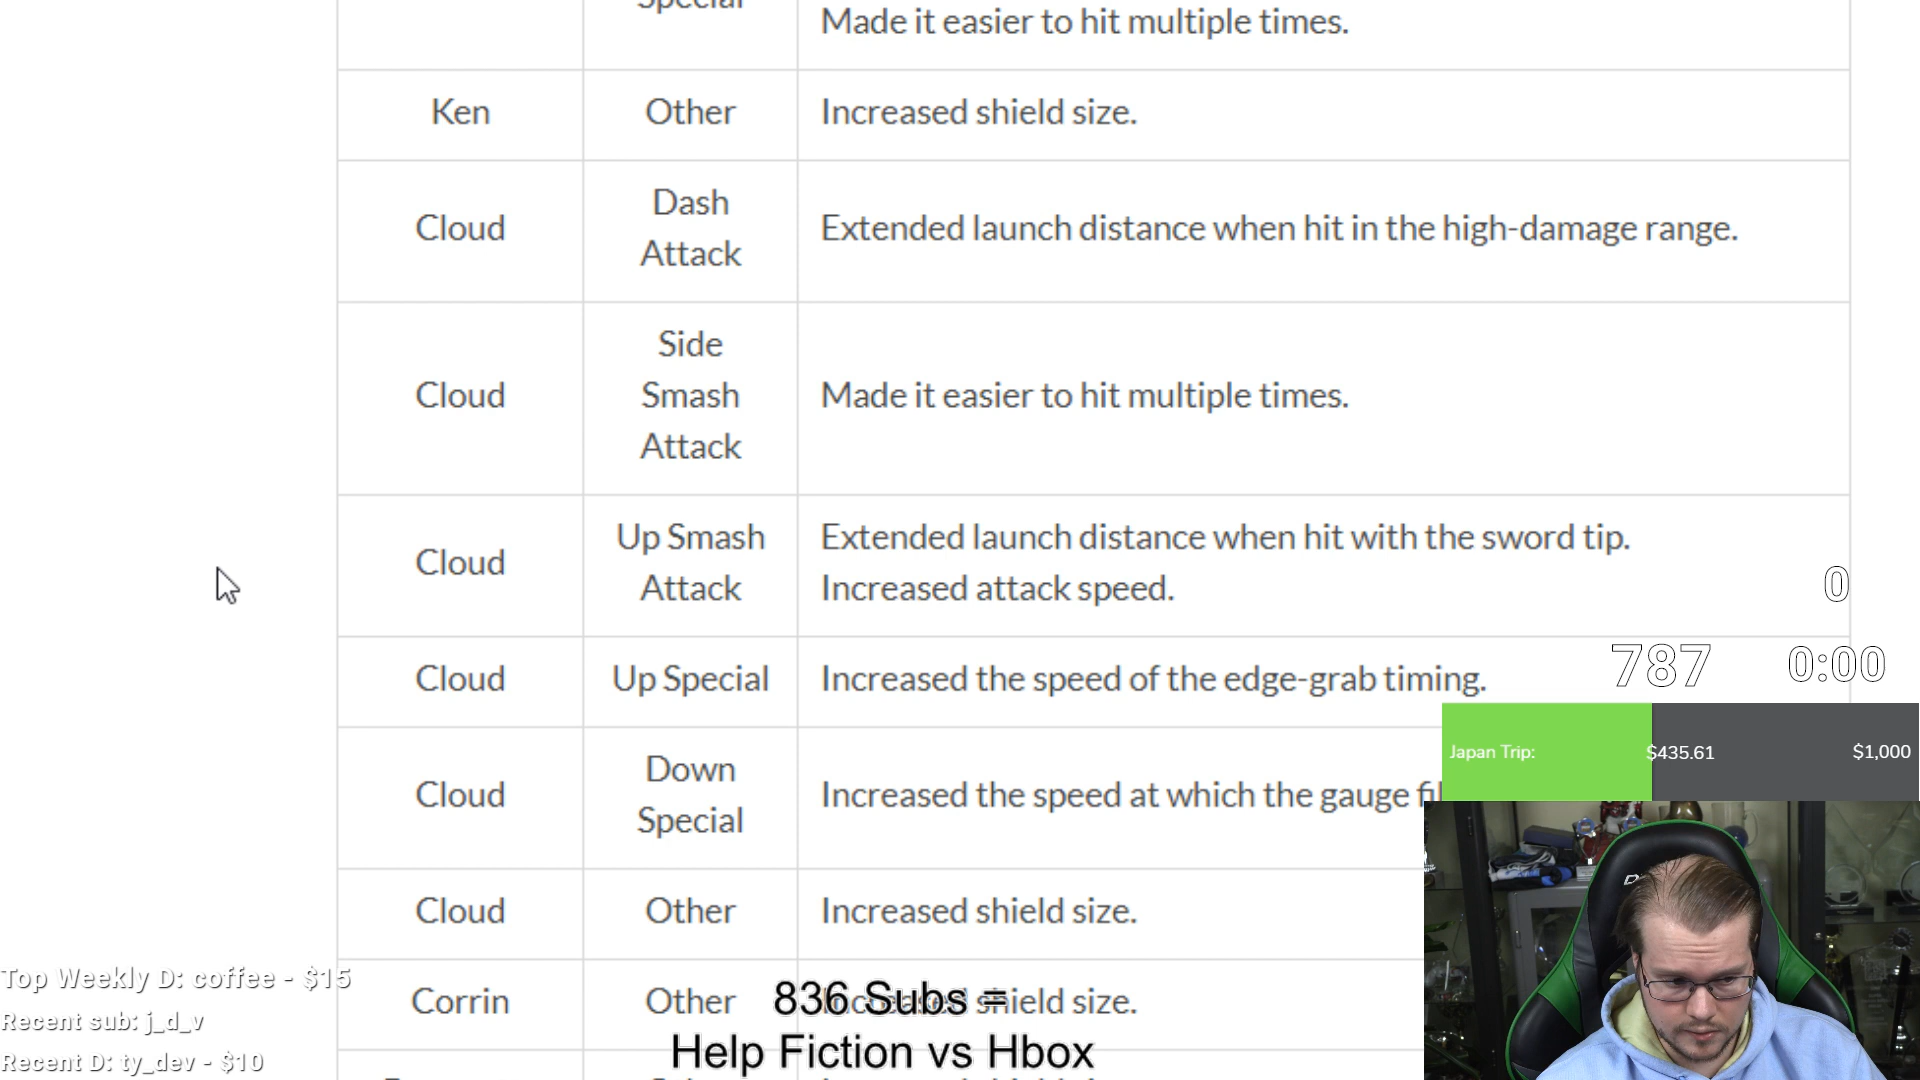 Special
Made it easier to hit multiple times.
Ken Other Increased shield size.
Cloud Dash Attack Extended launch distance when hit in the high-damage range.
Cloud Side Smash Attack Made it easier to hit multiple times.
Cloud Up Smash Attack Extended launch distance when hit with the sword tip.
Increased attack speed.
0
Cloud Up Special Increased the speed of the edge-grab timing.
787 0:00
Japan Trip: $435.61 $1,000
Cloud Down Special Increased the speed at which the gauge
Cloud Other Increased shield size.
Top Weekly D: coffee - $15
Corrin Other Increased shield size.
836 Subs =
Recent sub: j_d_v
Help Fiction vs Hbox
Recent D: ty_dev - $10